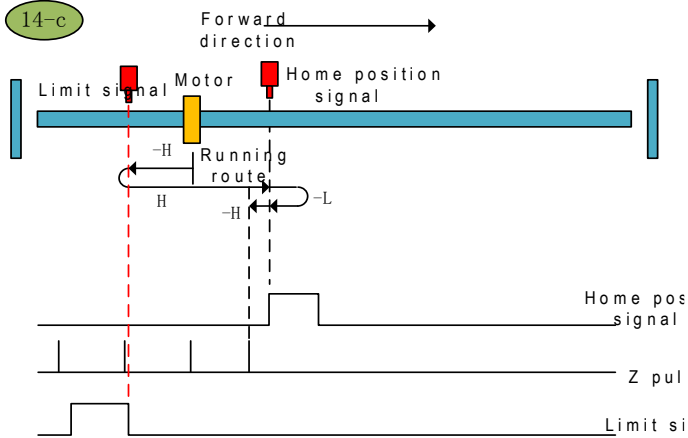 14-c
Forward
direction
Limit signal
Motor
Home position
signal
-H
Running
route
H
-H
-L
Home pos
signal
Z pul
Limit si